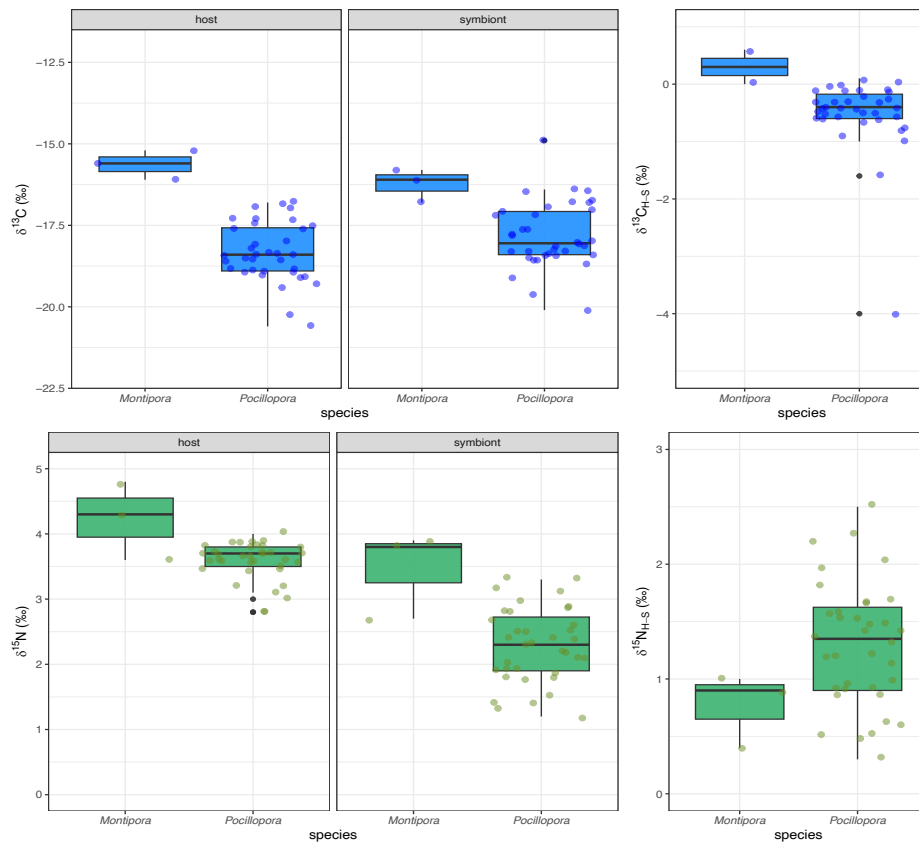 host
symbiont
δ¹³C (‰)
−12.5
−15.0
−17.5
−20.0
−22.5
Montipora
Pocillopora
Montipora
Pocillopora
species
δ¹³C_H−S (‰)
0
−2
−4
Montipora
Pocillopora
species
host
symbiont
δ¹⁵N (‰)
5
4
3
2
1
0
Montipora
Pocillopora
Montipora
Pocillopora
species
δ¹⁵N_H−S (‰)
3
2
1
0
Montipora
Pocillopora
species